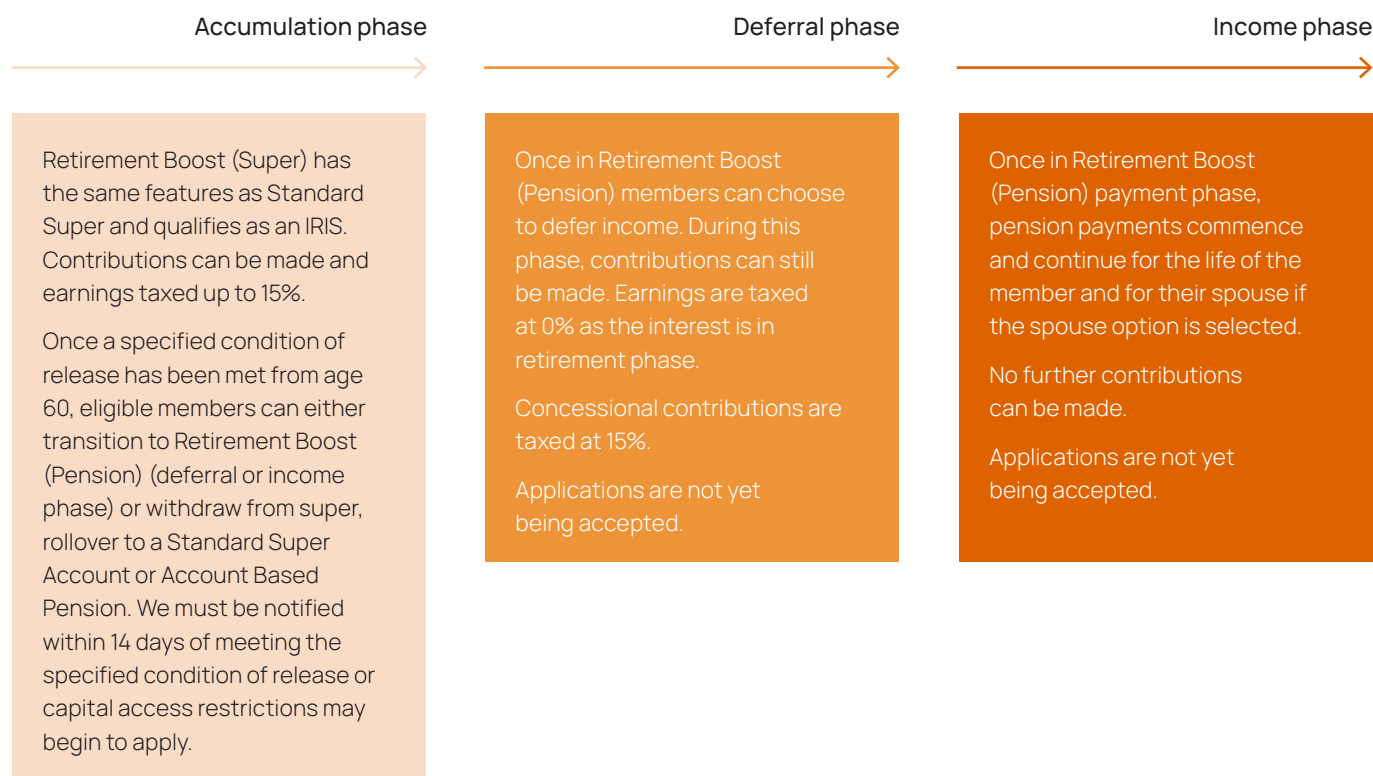 Accumulation phase
Retirement Boost (Super) has
the same features as Standard
Super and qualifies as an IRIS.
Contributions can be made and
earnings taxed up to 15%.
Once a specified condition of
release has been met from age
60, eligible members can either
transition to Retirement Boost
(Pension) (deferral or income
phase) or withdraw from super,
rollover to a Standard Super
Account or Account Based
Pension. We must be notified
within 14 days of meeting the
specified condition of release or
capital access restrictions may
begin to apply.
Deferral phase
Once in Retirement Boost
(Pension) members can choose
to defer income. During this
phase, contributions can still
be made. Earnings are taxed
at 0% as the interest is in
retirement phase.
Concessional contributions are
taxed at 15%.
Applications are not yet
being accepted.
Income phase
Once in Retirement Boost
(Pension) payment phase,
pension payments commence
and continue for the life of the
member and for their spouse if
the spouse option is selected.
No further contributions
can be made.
Applications are not yet
being accepted.